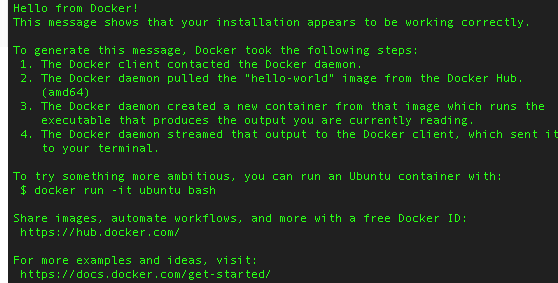 Hello from Docker!
This message shows that your installation appears to be working correctly.
To generate this message, Docker took the following steps:
1. The Docker client contacted the Docker daemon.
2. The Docker daemon pulled the "hello-world" image from the Docker Hub.
(amd64)
3. The Docker daemon created a new container from that image which runs the
executable that produces the output you are currently reading.
4. The Docker daemon streamed that output to the Docker client, which sent it
to your terminal.
To try something more ambitious, you can run an Ubuntu container with:
$ docker run -it ubuntu bash
Share images, automate workflows, and more with a free Docker ID:
https://hub.docker.com/
For more examples and ideas, visit:
https://docs.docker.com/get-started/